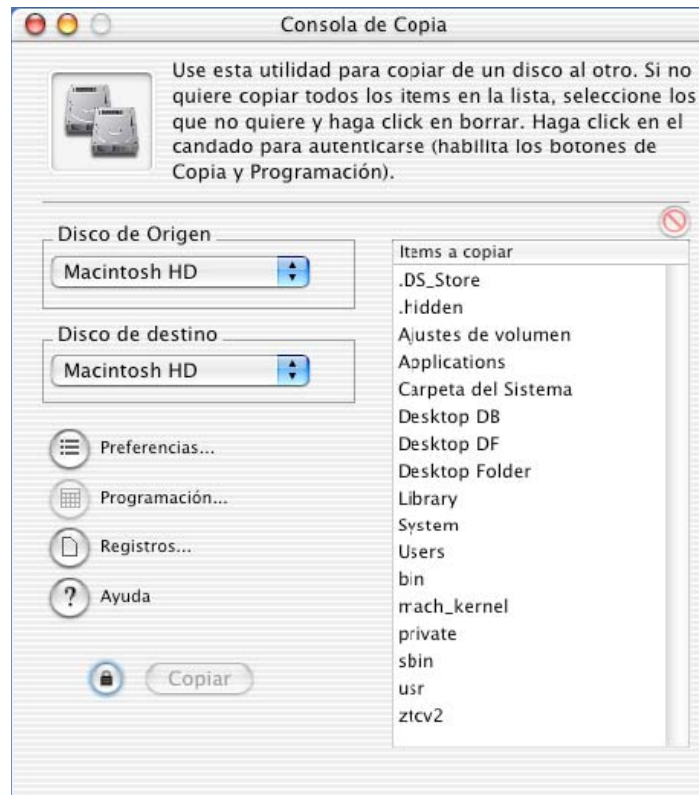 Consola de Copia
Use esta utilidad para copiar de un disco al otro. Si no
quiere copiar todos los items en la lista, seleccione los
que no quiere y haga click en borrar. Haga click en el
candado para autenticarse (habilita los botones de
Copia y Programación).
Disco de Origen
Macintosh HD
Disco de destino
Macintosh HD
Preferencias...
Programación...
Registros...
? Ayuda
Copiar
Items a copiar
.DS_Store
.hidden
Ajustes de volumen
Applications
Carpeta del Sistema
Desktop DB
Desktop DF
Desktop Folder
Library
System
Users
bin
mach_kernel
private
sbin
usr
ztcv2